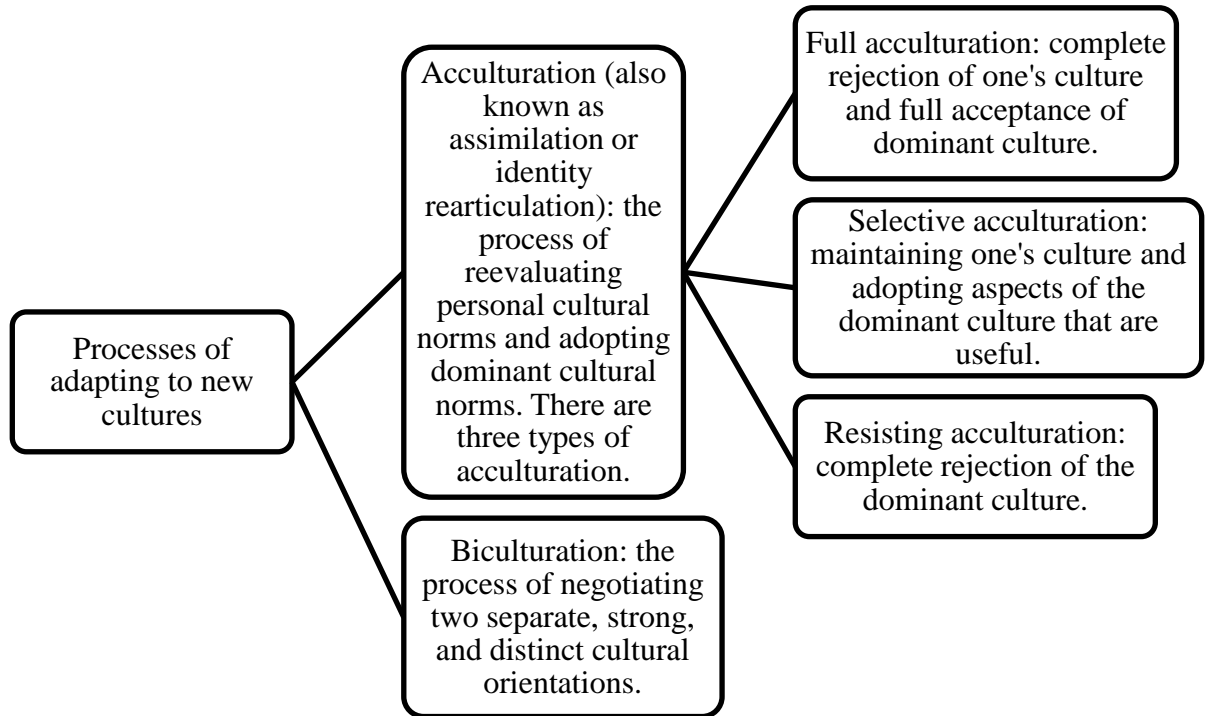 Processes of
adapting to new
cultures
Acculturation (also
known as
assimilation or
identity
rearticulation): the
process of
reevaluating
personal cultural
norms and adopting
dominant cultural
norms. There are
three types of
acculturation.
Full acculturation: complete
rejection of one's culture
and full acceptance of
dominant culture.
Selective acculturation:
maintaining one's culture and
adopting aspects of the
dominant culture that are
useful.
Resisting acculturation:
complete rejection of the
dominant culture.
Biculturation: the
process of negotiating
two separate, strong,
and distinct cultural
orientations.